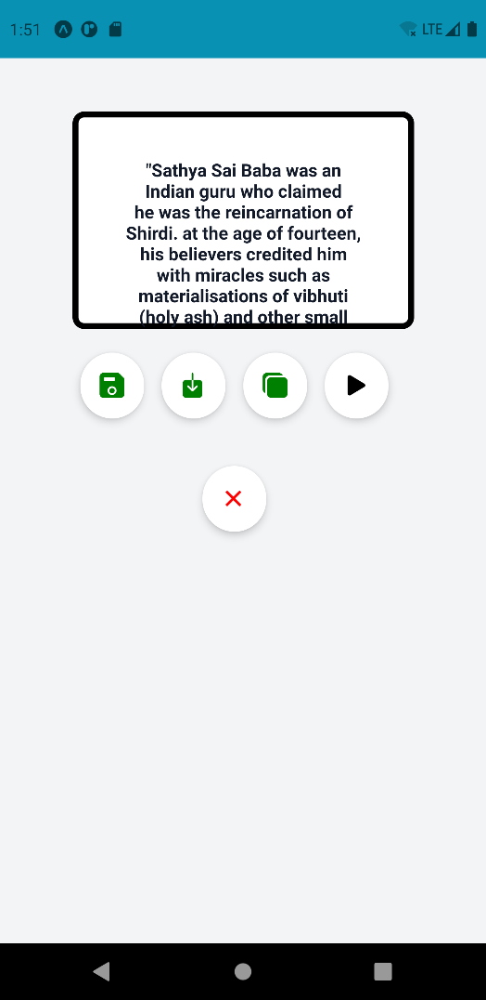 1:51
LTE
"Sathya Sai Baba was an
Indian guru who claimed
he was the reincarnation of
Shirdi. at the age of fourteen,
his believers credited him
with miracles such as
materialisations of vibhuti
(holy ash) and other small